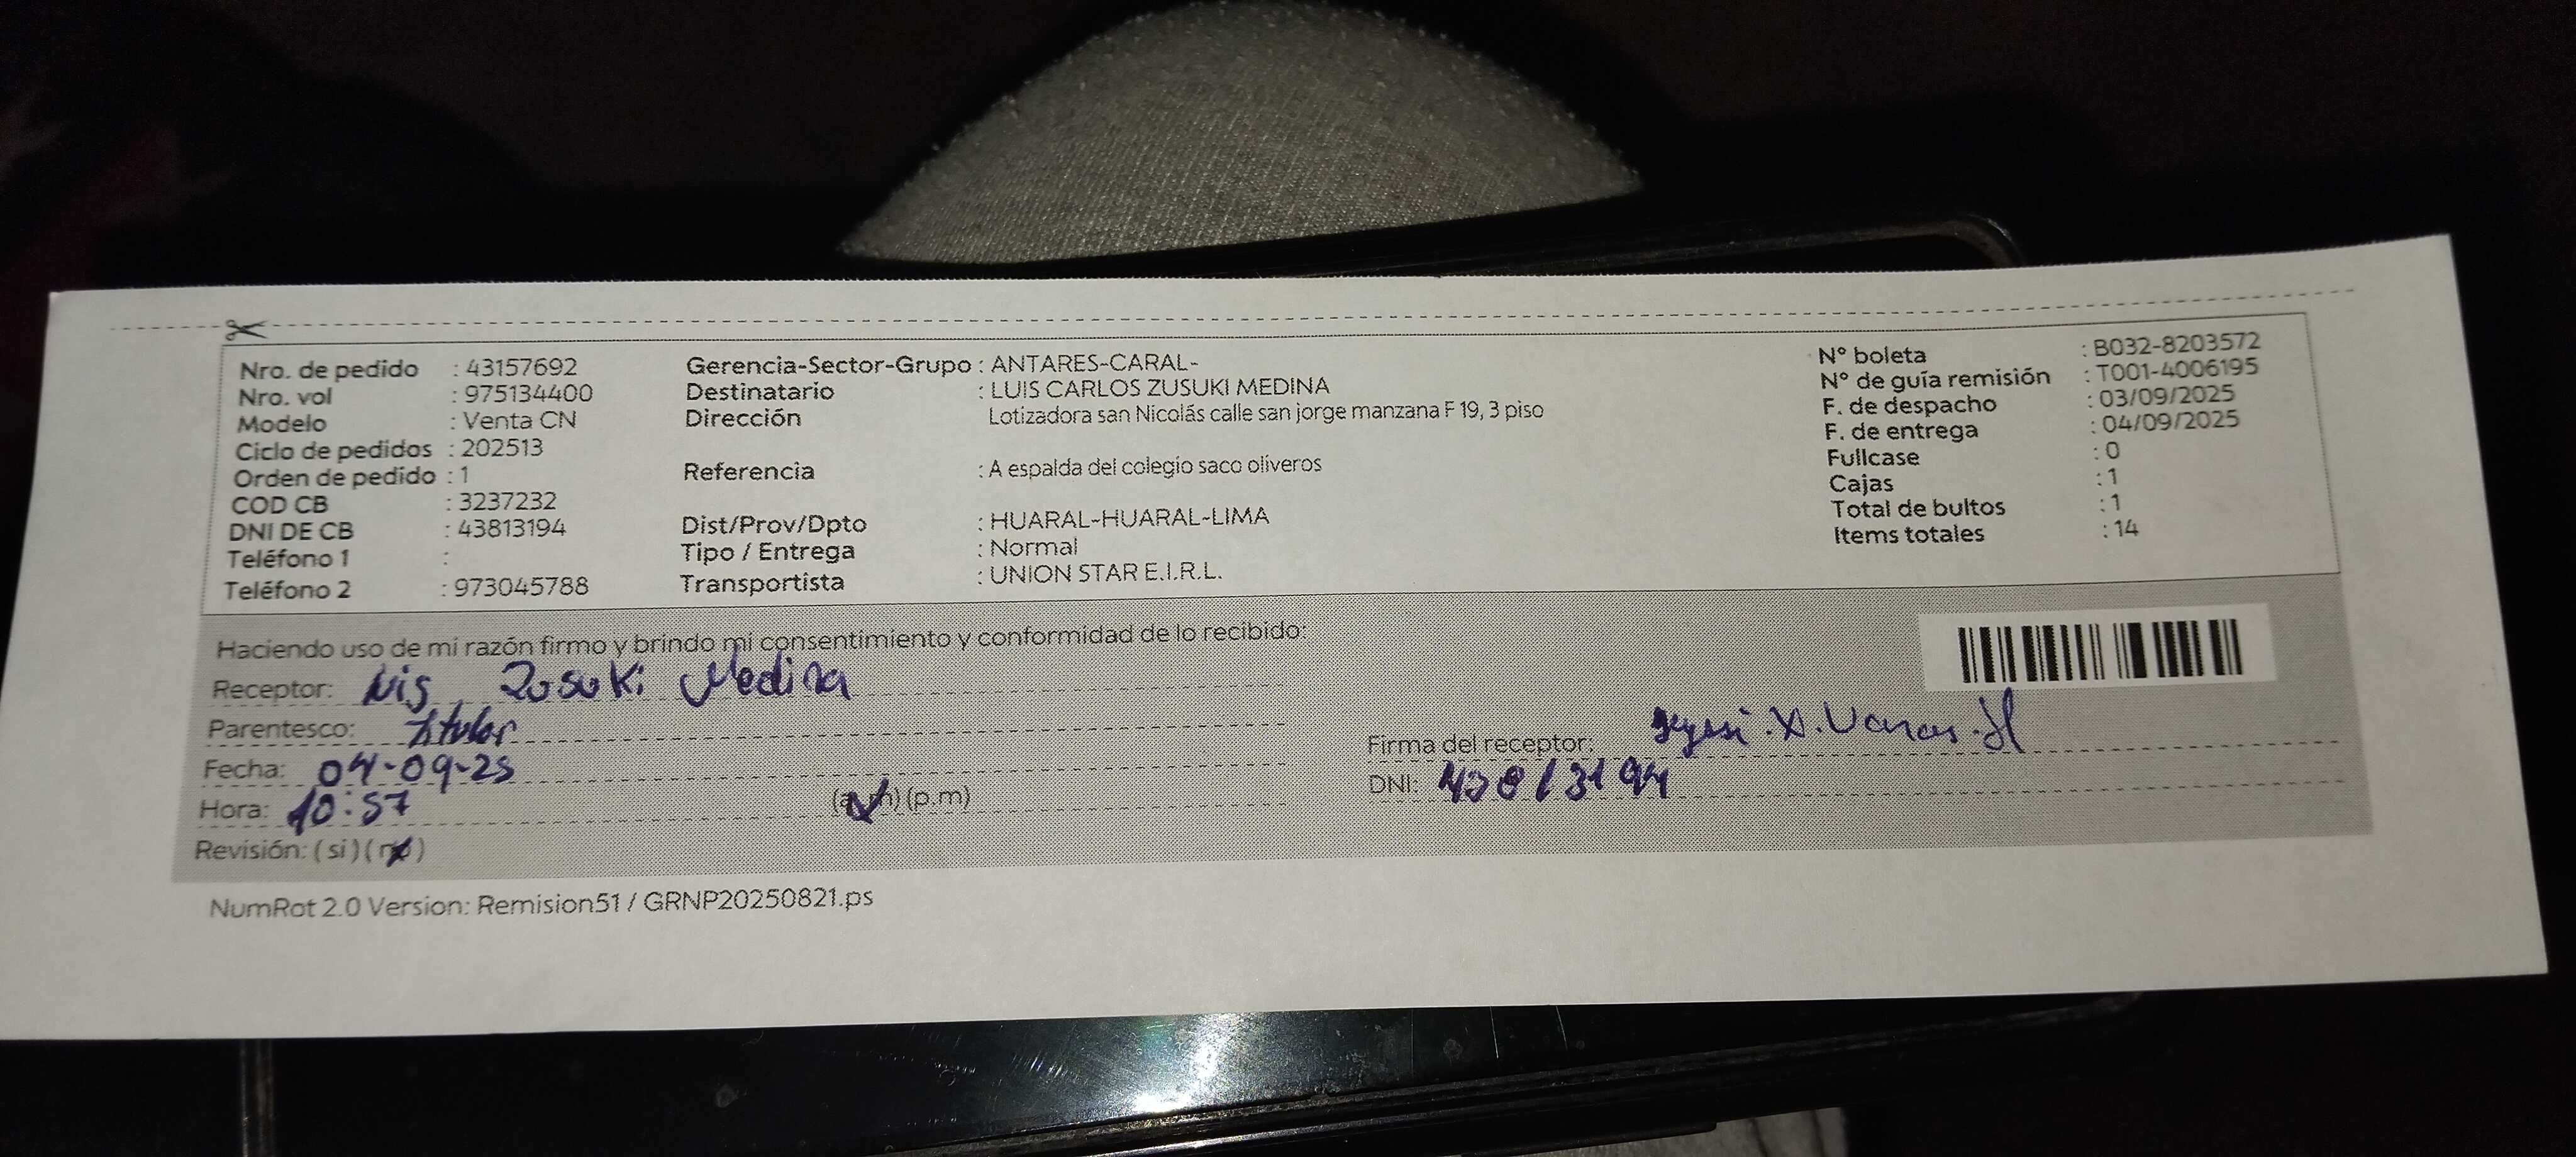 Nro. de pedido : 43157692
Nro. vol : 975134400
Modelo : Venta CN
Ciclo de pedidos : 202513
Orden de pedido : 1
COD CB : 3237232
DNI DE CB : 43813194
Teléfono 1 :
Teléfono 2 : 973045788
Gerencia-Sector-Grupo : ANTARES-CARAL-
Destinatario : LUIS CARLOS ZUSUKI MEDINA
Dirección Lotizadora san Nicolás calle san jorge manzana F 19, 3 piso
Referencia : A espalda del colegio saco oliveros
Dist/Prov/Dpto : HUARAL-HUARAL-LIMA
Tipo / Entrega : Normal
Transportista : UNION STAR E.I.R.L.
N° boleta : B032-8203572
N° de guía remisión : T001-4006195
F. de despacho : 03/09/2025
F. de entrega : 04/09/2025
Fullcase : 0
Cajas : 1
Total de bultos : 1
Items totales : 14
Haciendo uso de mi razón firmo y brindo mi consentimiento y conformidad de lo recibido:
Receptor: Zusuki Medina
Parentesco: Titular
Fecha: 04-09-25
Hora: 10:57 (a.m) (p.m)
Revisión: (si) (no)
Firma del receptor:
DNI: 43813194
NumRot 2.0 Version: Remision51 / GRNP20250821.ps